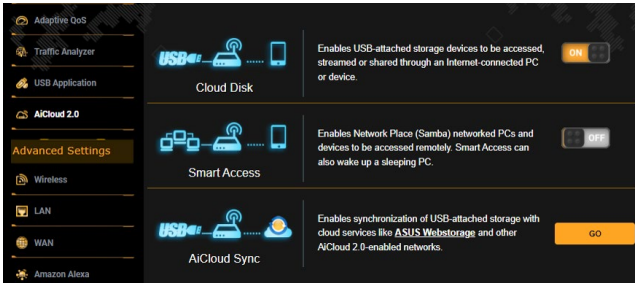 Adaptive QoS
Traffic Analyzer
USB Application
AiCloud 2.0
Advanced Settings
Wireless
LAN
WAN
Amazon Alexa
USB
Cloud Disk
Enables USB-attached storage devices to be accessed,
streamed or shared through an Internet-connected PC
or device.
ON
Smart Access
Enables Network Place (Samba) networked PCs and
devices to be accessed remotely. Smart Access can
also wake up a sleeping PC.
OFF
USB
AiCloud Sync
Enables synchronization of USB-attached storage with
cloud services like ASUS Webstorage and other
AiCloud 2.0-enabled networks.
GO